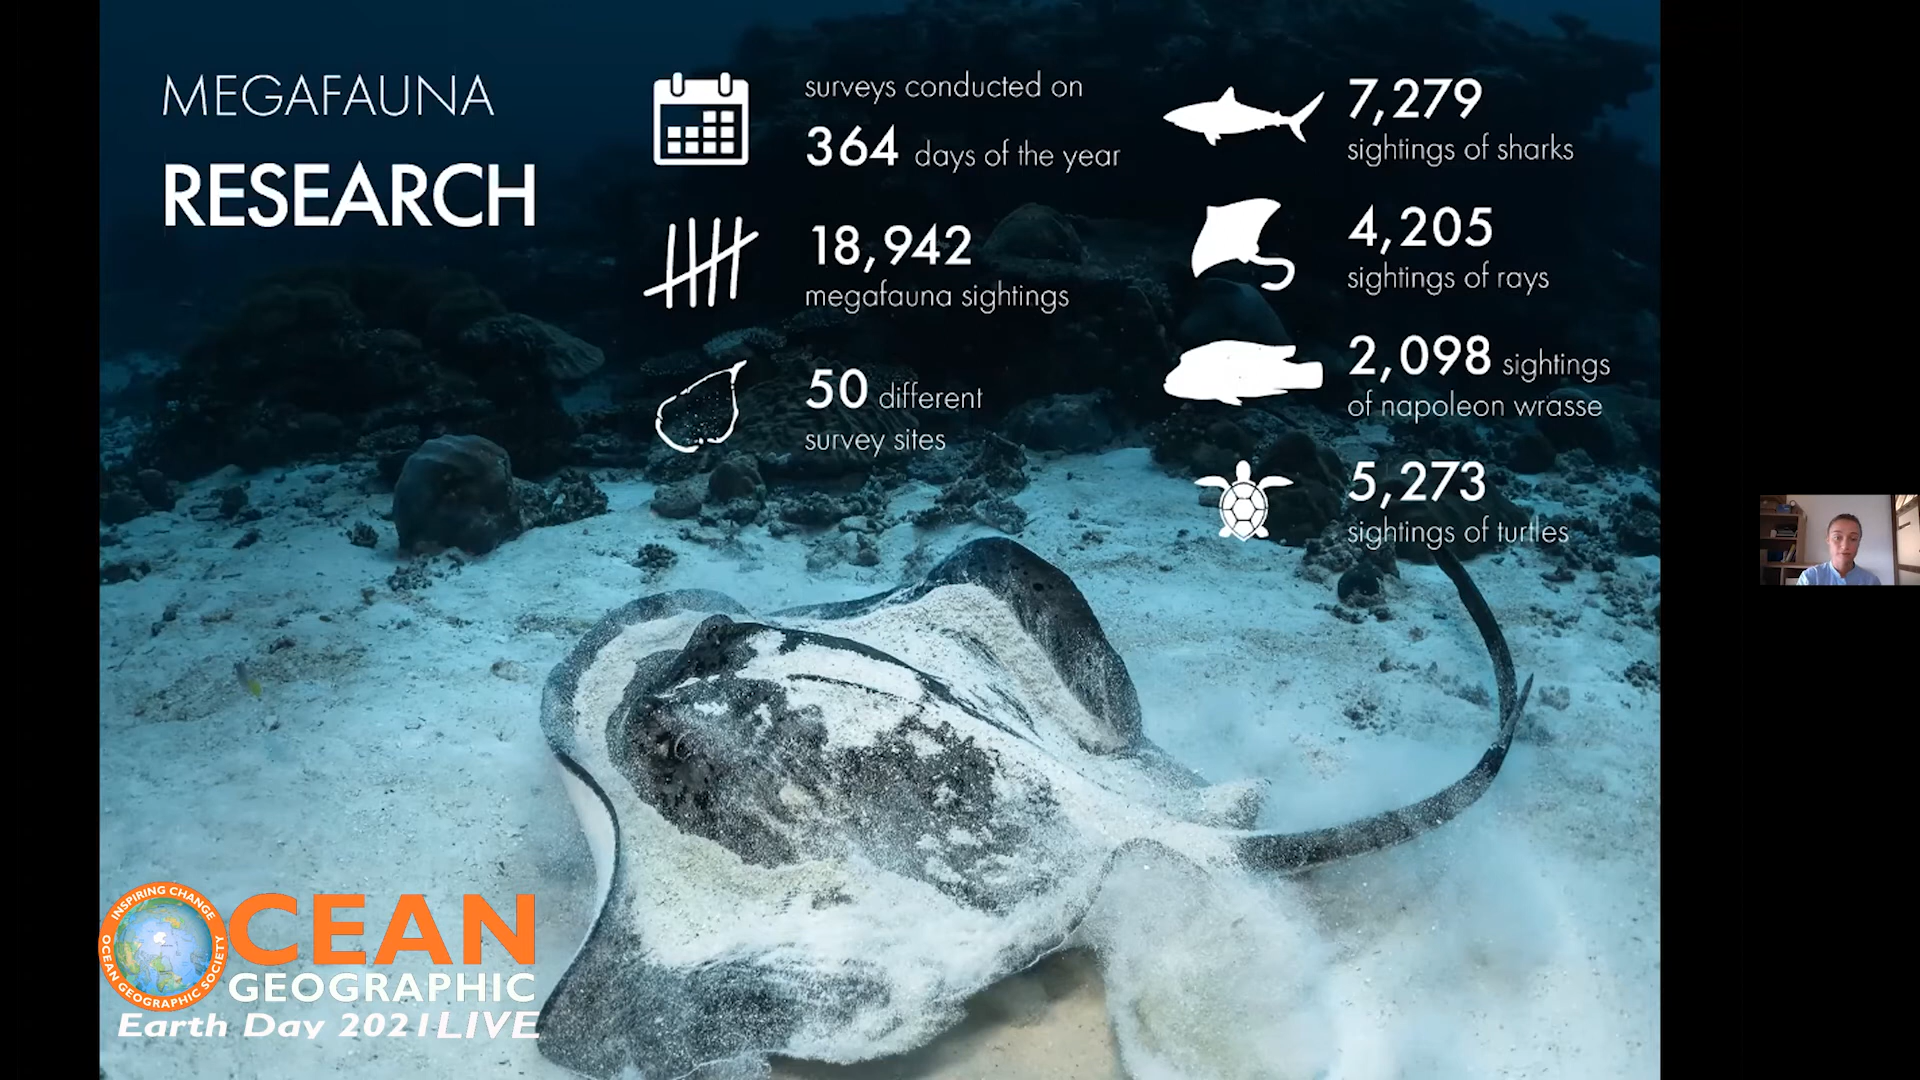 MEGAFAUNA
RESEARCH
surveys conducted on
364 days of the year
18,942
megafauna sightings
50 different
survey sites
7,279
sightings of sharks
4,205
sightings of rays
2,098 sightings
of napoleon wrasse
5,273
sightings of turtles
INSPIRING CHANGE
OCEAN GEOGRAPHIC SOCIETY
OCEAN
GEOGRAPHIC
Earth Day 2021LIVE